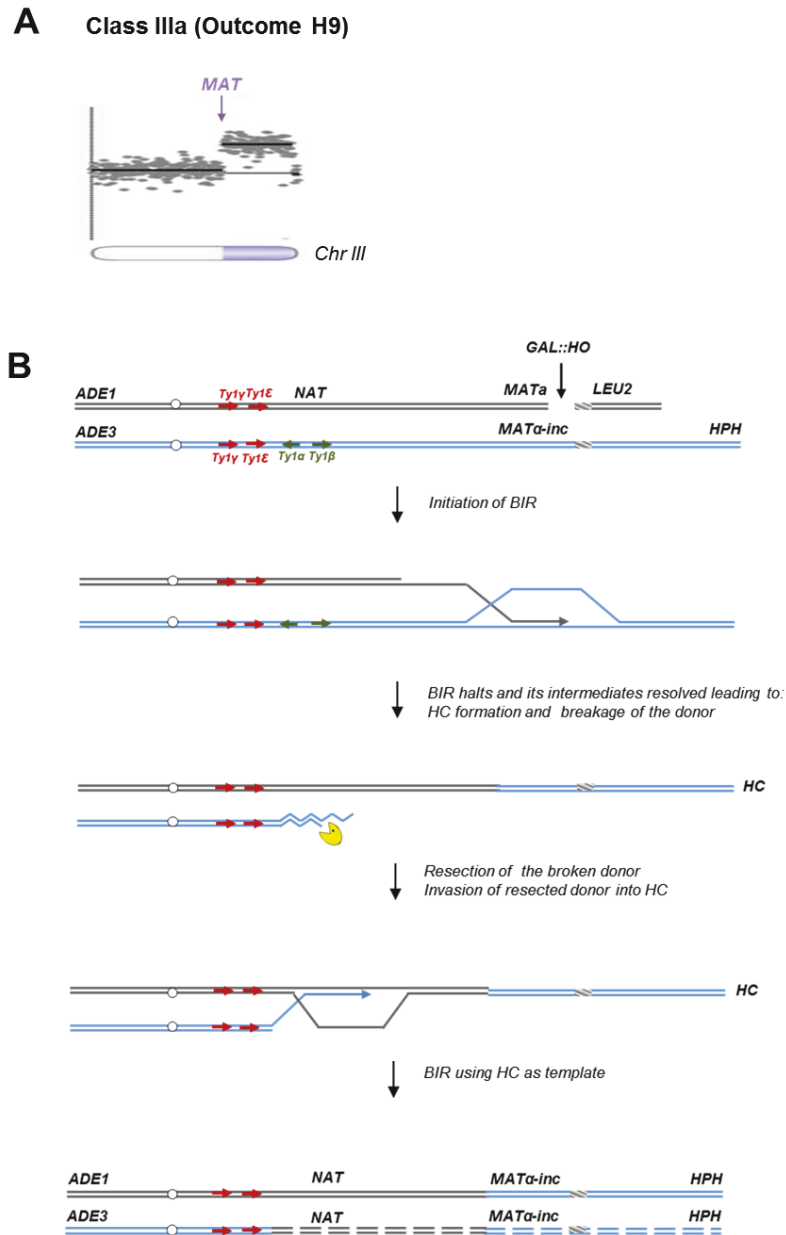 A
Class IIIa (Outcome H9)
MAT
Chr III
B
GAL::HO
ADE1 Ty1γ Ty1Ɛ NAT MATa LEU2
ADE3 MATα-inc HPH
Ty1γ Ty1Ɛ Ty1α Ty1β
Initiation of BIR
BIR halts and its intermediates resolved leading to:
HC formation and breakage of the donor
HC
Resection of the broken donor
Invasion of resected donor into HC
HC
BIR using HC as template
ADE1 NAT MATα-inc HPH
ADE3 NAT MATα-inc HPH